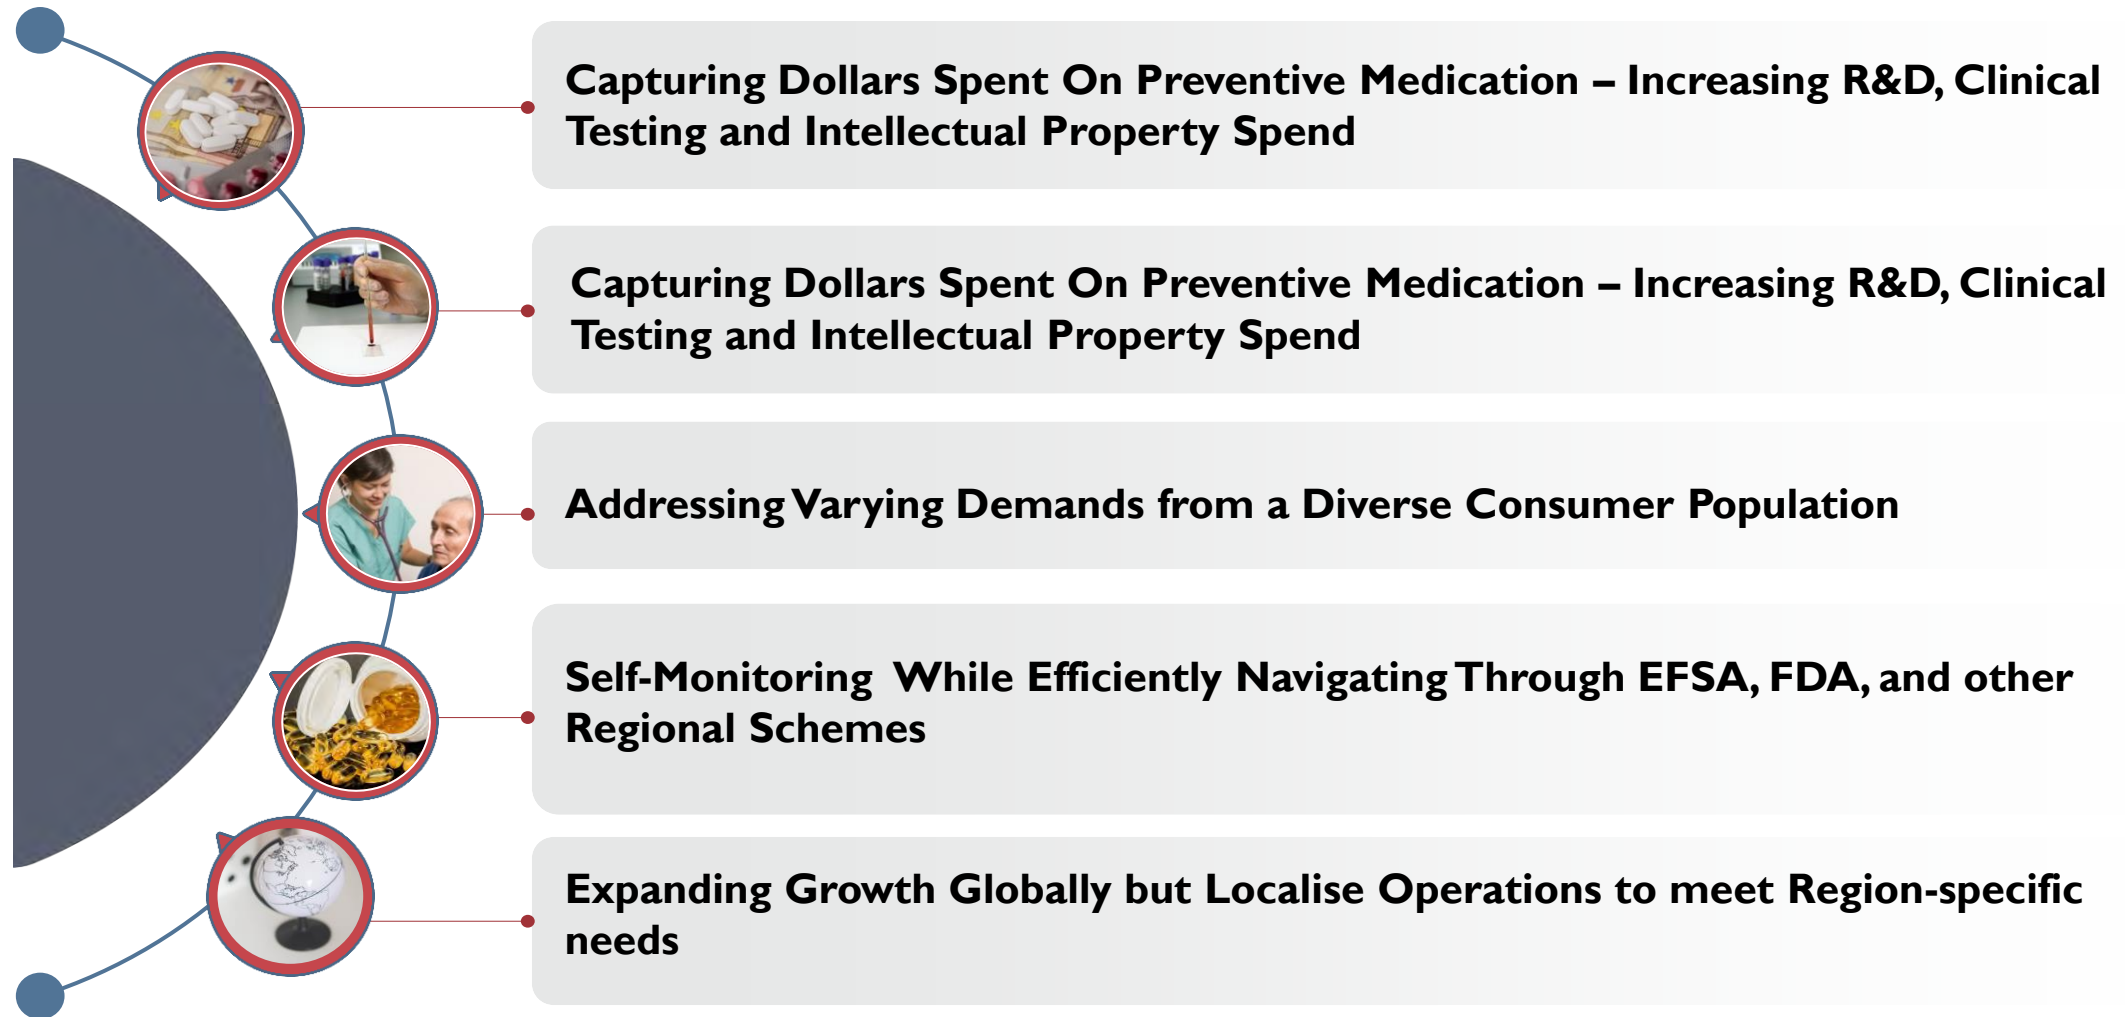 Capturing Dollars Spent On Preventive Medication – Increasing R&D, Clinical
Testing and Intellectual Property Spend
Capturing Dollars Spent On Preventive Medication – Increasing R&D, Clinical
Testing and Intellectual Property Spend
Addressing Varying Demands from a Diverse Consumer Population
Self-Monitoring  While Efficiently Navigating Through EFSA, FDA, and other
Regional Schemes
Expanding Growth Globally but Localise Operations to meet Region-specific
needs